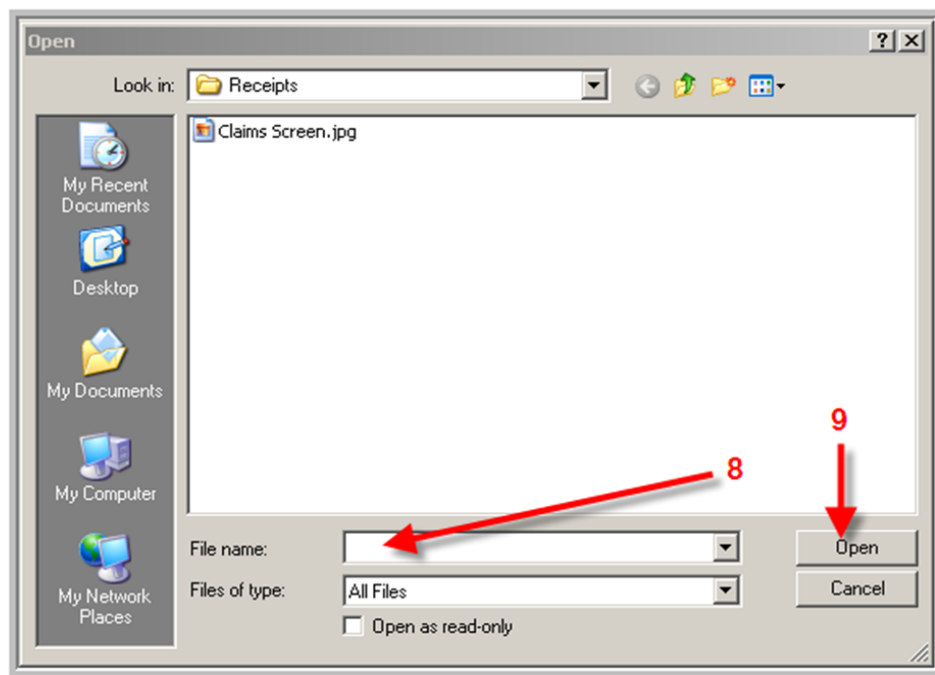 Open
?
Look in:
Receipts
Claims Screen.jpg
My Recent
Documents
Desktop
My Documents
My Computer
My Network
Places
8
9
File name:
Open
Files of type:
All Files
Cancel
Open as read-only